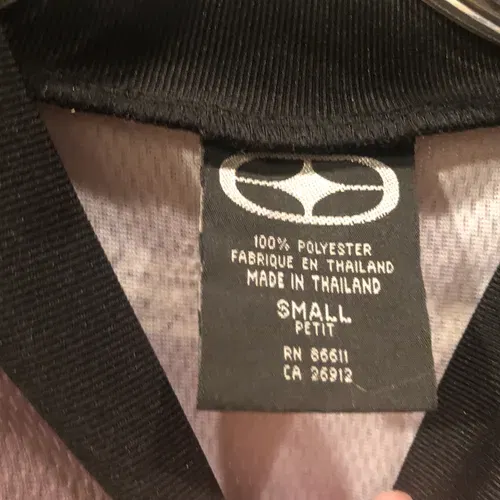 100% POLYESTER
FABRIQUE EN THAILAND
MADE IN THAILAND
SMALL
PETIT
RN 86611
CA 26912